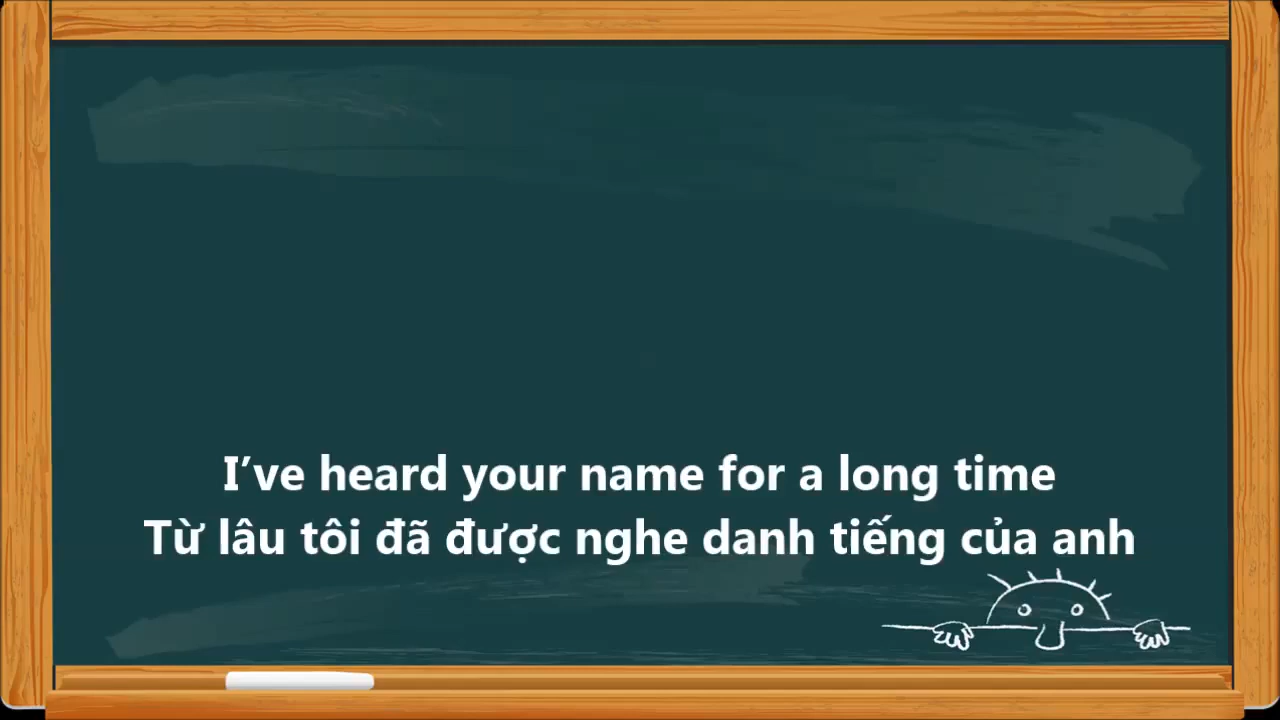 I’ve heard your name for a long time
Từ lâu tôi đã được nghe danh tiếng của anh